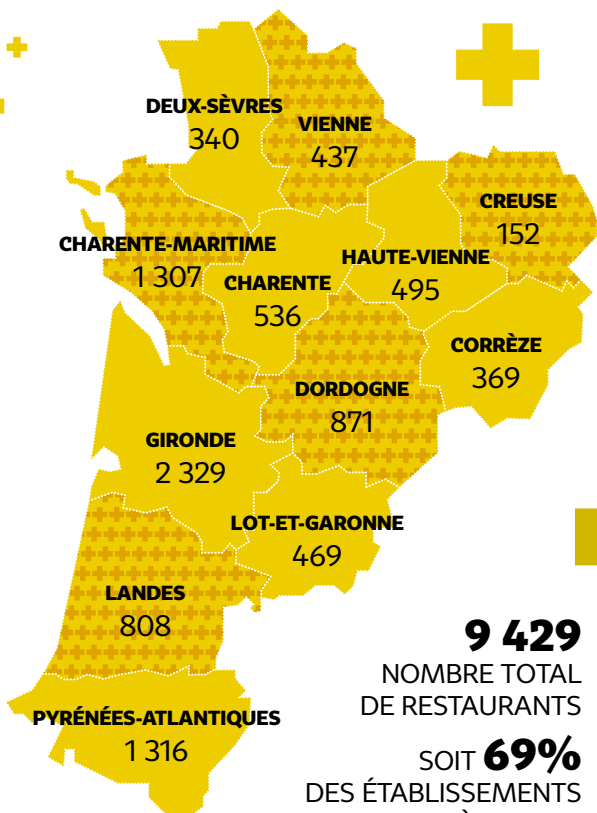 DEUX-SÈVRES
340
VIENNE
437
CREUSE
152
CHARENTE-MARITIME
1 307
HAUTE-VIENNE
495
CHARENTE
536
CORRÈZE
369
DORDOGNE
871
GIRONDE
2 329
LOT-ET-GARONNE
469
LANDES
808
PYRÉNÉES-ATLANTIQUES
1 316
9 429
NOMBRE TOTAL
DE RESTAURANTS
SOIT 69%
DES ÉTABLISSEMENTS